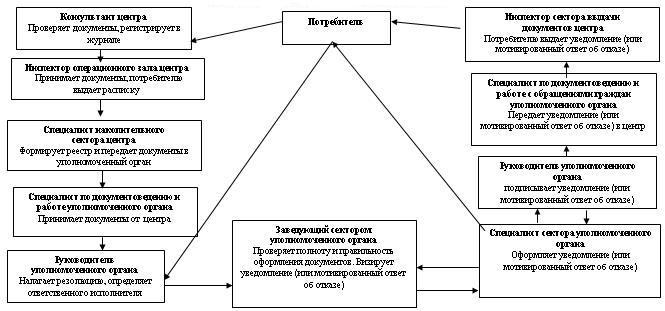 Консультант центра
Проверяет документы, регистрирует в
журнале
Инспектор операционного зала центра
Принимает документы, потребителю
выдает расписку
Специалист накопительного
сектора центра
Формирует реестр и передает документы в
уполномоченный орган
Специалист по документоведению и
работе уполномоченного органа
Принимает документы от центра
Руководитель
уполномоченного органа
Налагает резолюцию, определяет
ответственного исполнителя
Потребитель
Заведующий сектором
уполномоченного органа
Проверяет полноту и правильность
оформления документов. Визирует
уведомление (или мотивированный ответ
об отказе)
Инспектор сектора выдачи
документов центра
Потребителю выдает уведомление (или
мотивированный ответ об отказе)
Специалист по документоведению и
работе с обращениями граждан
уполномоченного органа
Передает уведомление (или
мотивированный ответ об отказе) в центр
Руководитель уполномоченного
органа
подписывает уведомление (или
мотивированный ответ об отказе)
Специалист сектора уполномоченного
органа
Оформляет уведомление (или
мотивированный ответ об отказе)